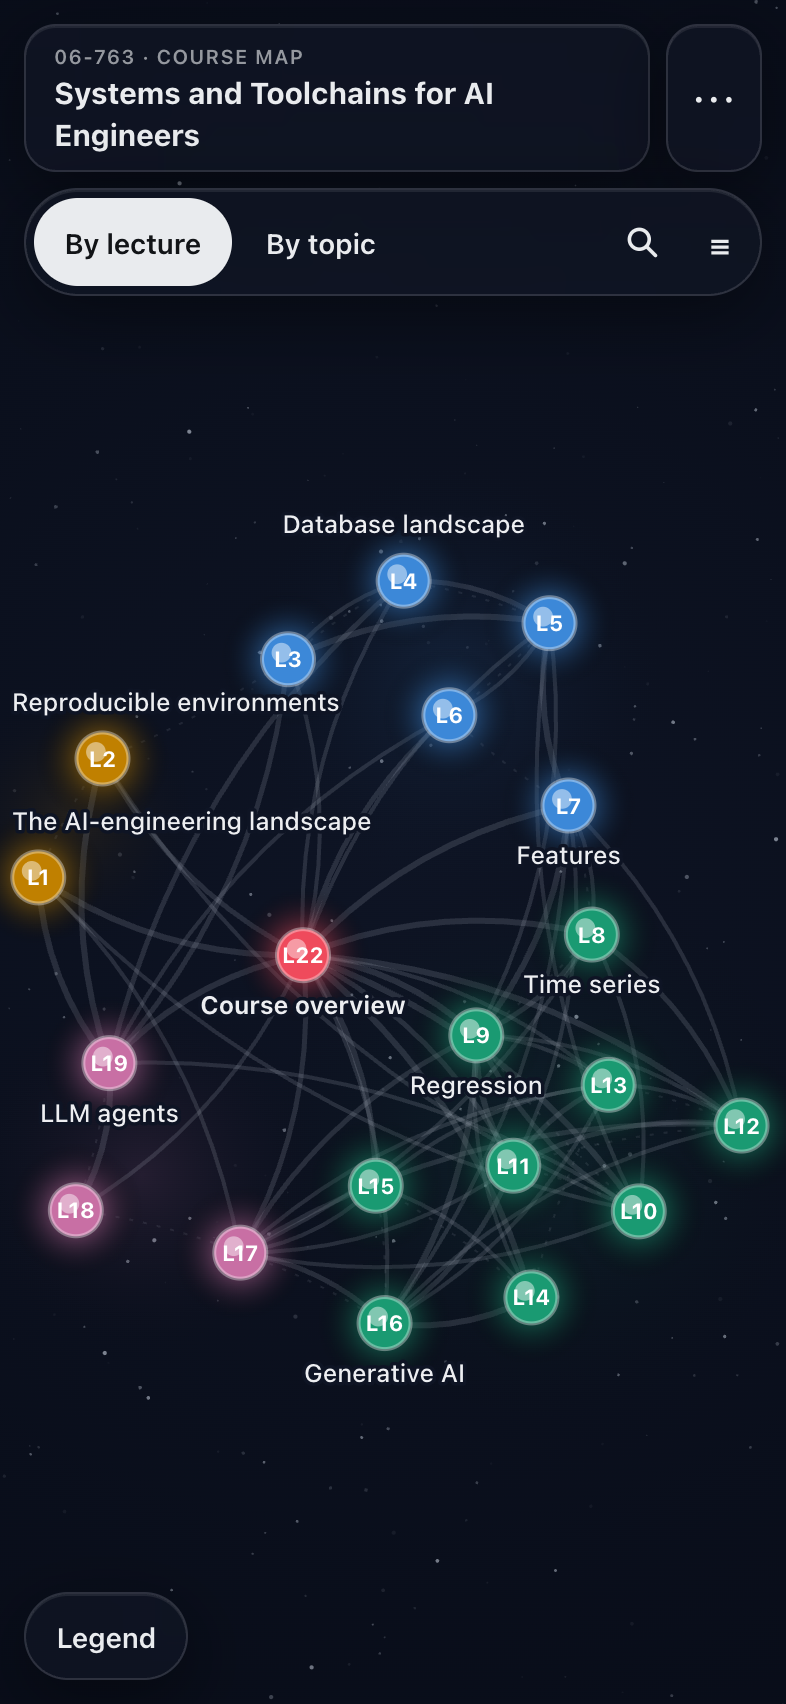 06-763 · COURSE MAP
Systems and Toolchains for AI
Engineers
...
By lecture
By topic
Database landscape
L4
L5
L3
Reproducible environments
L6
L2
The AI-engineering landscape
L7
Features
L1
L8
L22
Time series
Course overview
L9
L19
Regression
L13
LLM agents
L12
L11
L15
L18
L10
L17
L14
L16
Generative AI
Legend